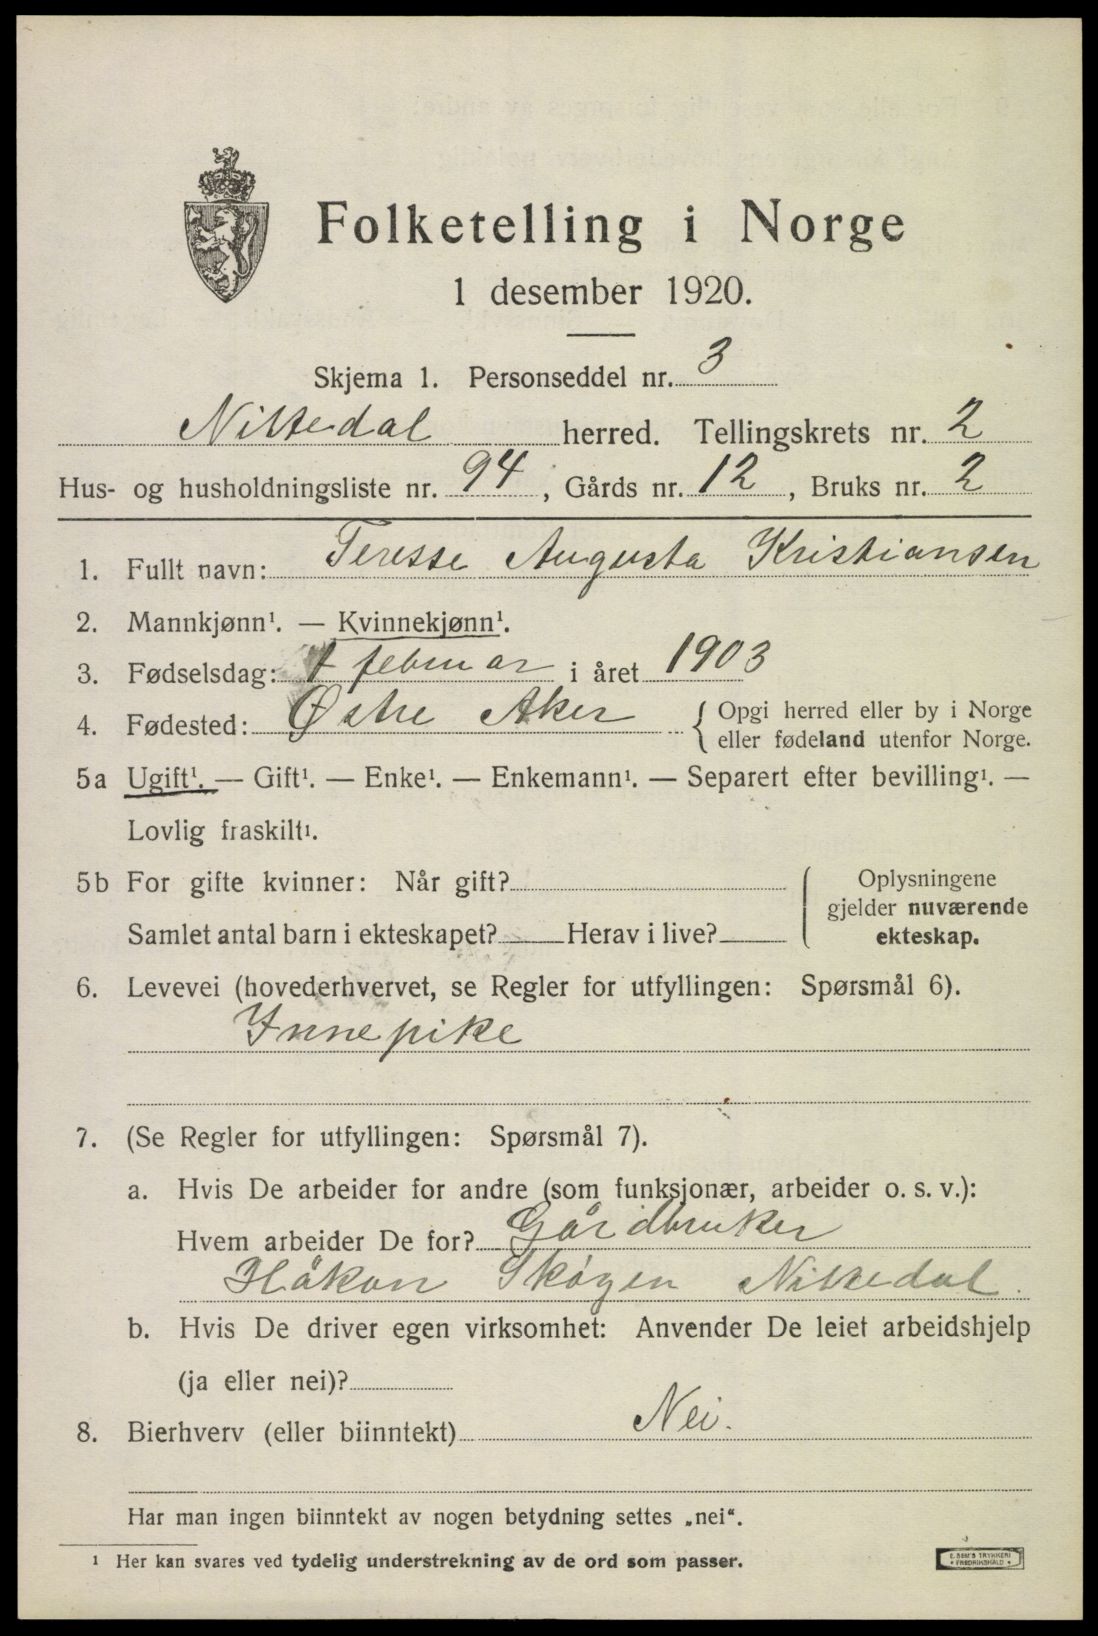 Folketelling i Norge
1 desember 1920.
Skjema 1. Personseddel nr. 3
Nittedal herred. Tellingskrets nr. 2
Hus- og husholdningsliste nr. 94, Gårds nr. 12, Bruks nr. 2
1. Fullt navn: Teresse Augusta Kristiansen
2. Mannkjønn¹. — Kvinnekjønn¹.
3. Fødselsdag: 1 februar i året 1903
4. Fødested: Østre Aker { Opgi herred eller by i Norge
eller fødeland utenfor Norge.
5a Ugift¹. — Gift¹. — Enke¹. — Enkemann¹. — Separert efter bevilling¹. —
Lovlig fraskilt¹.
5b For gifte kvinner: Når gift? { Oplysningene
gjelder nuværende
Samlet antal barn i ekteskapet? Herav i live? ekteskap.
6. Levevei (hovederhvervet, se Regler for utfyllingen: Spørsmål 6).
Innepike
7. (Se Regler for utfyllingen: Spørsmål 7).
a. Hvis De arbeider for andre (som funksjonær, arbeider o. s. v.):
Hvem arbeider De for? Gårdbruker
Håkon Skøgen Nittedal.
b. Hvis De driver egen virksomhet: Anvender De leiet arbeidshjelp
(ja eller nei)?
8. Bierhverv (eller biinntekt) Nei.
Har man ingen biinntekt av nogen betydning settes „nei“.
¹ Her kan svares ved tydelig understrekning av de ord som passer.
E. SEM'S TRYKKERI
• FREDRIKSHALD •